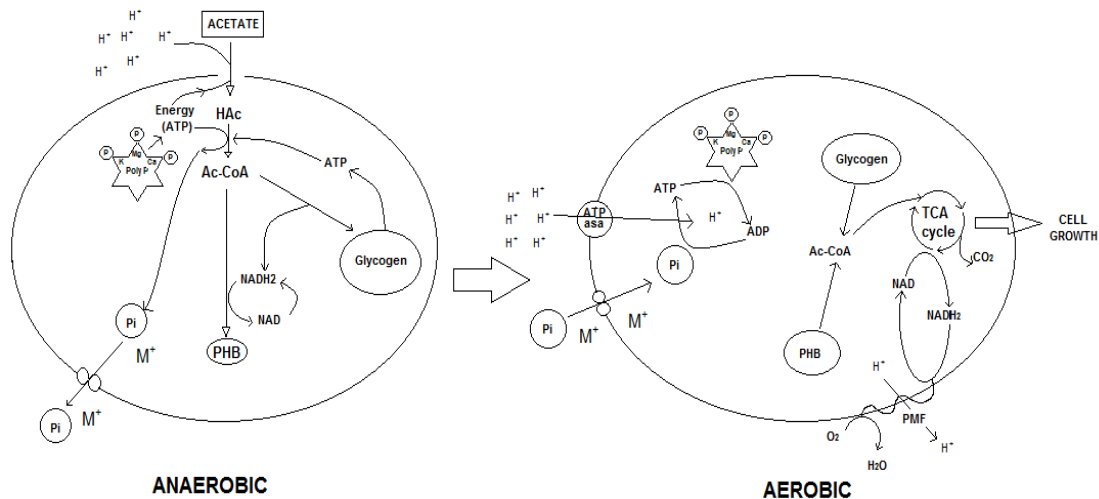 H⁺
H⁺ H⁺ H⁺
H⁺ H⁺
ACETATE
Energy
(ATP)
HAc
P
P
P
K
Mg
Ca
Poly P
ATP
Ac-CoA
Glycogen
NADH2
NAD
Pi
M⁺
PHB
Pi
M⁺
ANAEROBIC
H⁺ H⁺
H⁺ H⁺
H⁺ H⁺
ATP
asa
H⁺
P
P
P
K
Mg
Ca
Poly P
ATP
ADP
Pi
Pi
M⁺
M⁺
Glycogen
Ac-CoA
TCA
cycle
CO₂
CELL
GROWTH
NAD
NADH₂
PHB
H⁺
PMF
H⁺
O₂
H₂O
AEROBIC